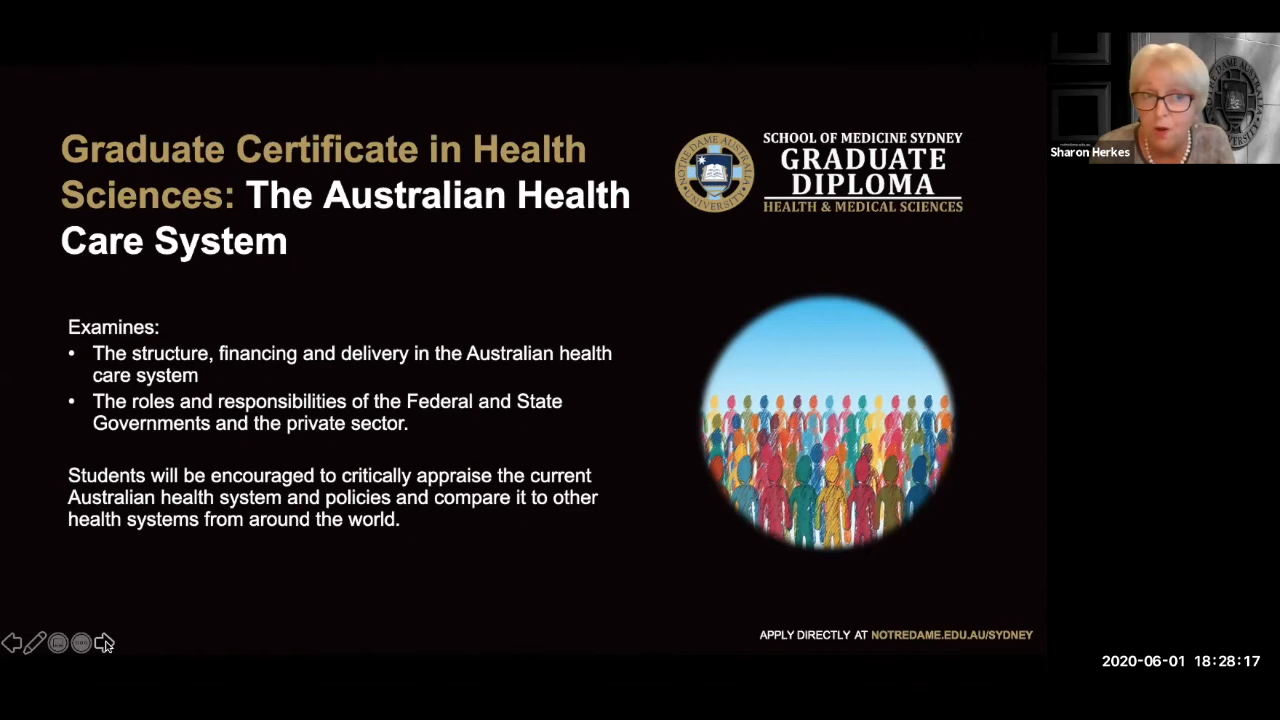 Graduate Certificate in Health
Sciences: The Australian Health
Care System
SCHOOL OF MEDICINE SYDNEY
GRADUATE
DIPLOMA
HEALTH & MEDICAL SCIENCES
NOTRE DAME AUSTRALIA
UNIVERSITY
Sharon Herkes
Examines:
• The structure, financing and delivery in the Australian health
care system
• The roles and responsibilities of the Federal and State
Governments and the private sector.
Students will be encouraged to critically appraise the current
Australian health system and policies and compare it to other
health systems from around the world.
APPLY DIRECTLY AT NOTREDAME.EDU.AU/SYDNEY
2020-06-01 18:28:17